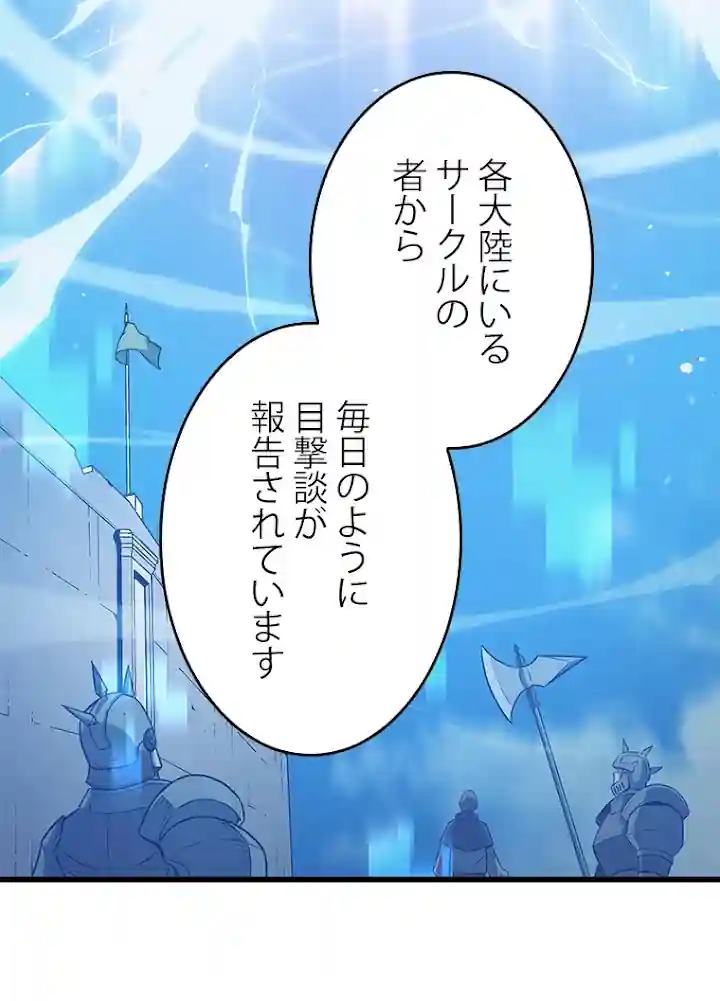 各大陸にいる
サークルの
者から
毎日のように
目撃談が
報告されています